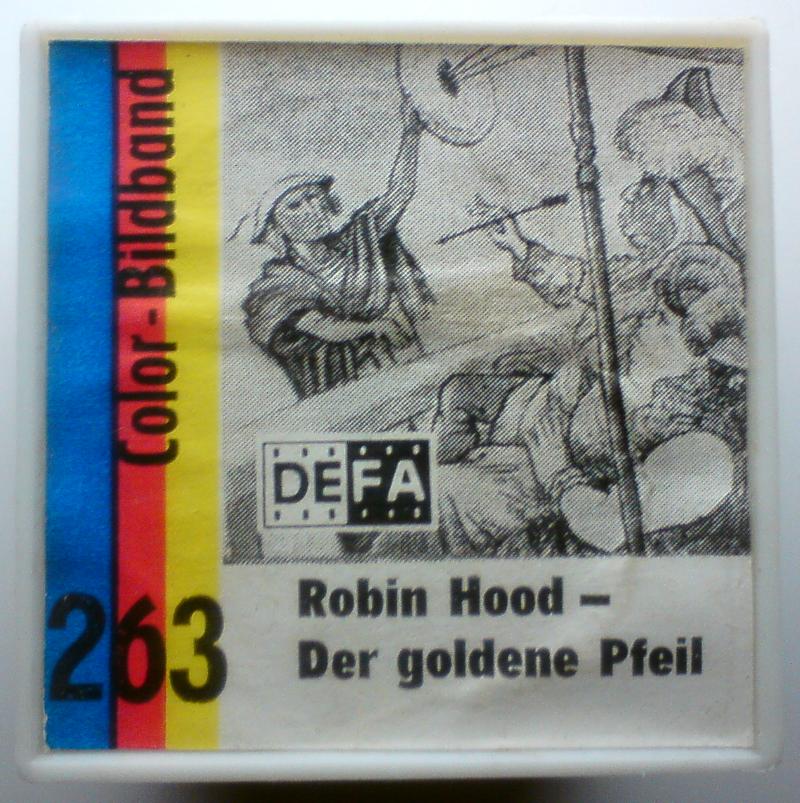 Color-Bildband
DEFA
263
Robin Hood –
Der goldene Pfeil